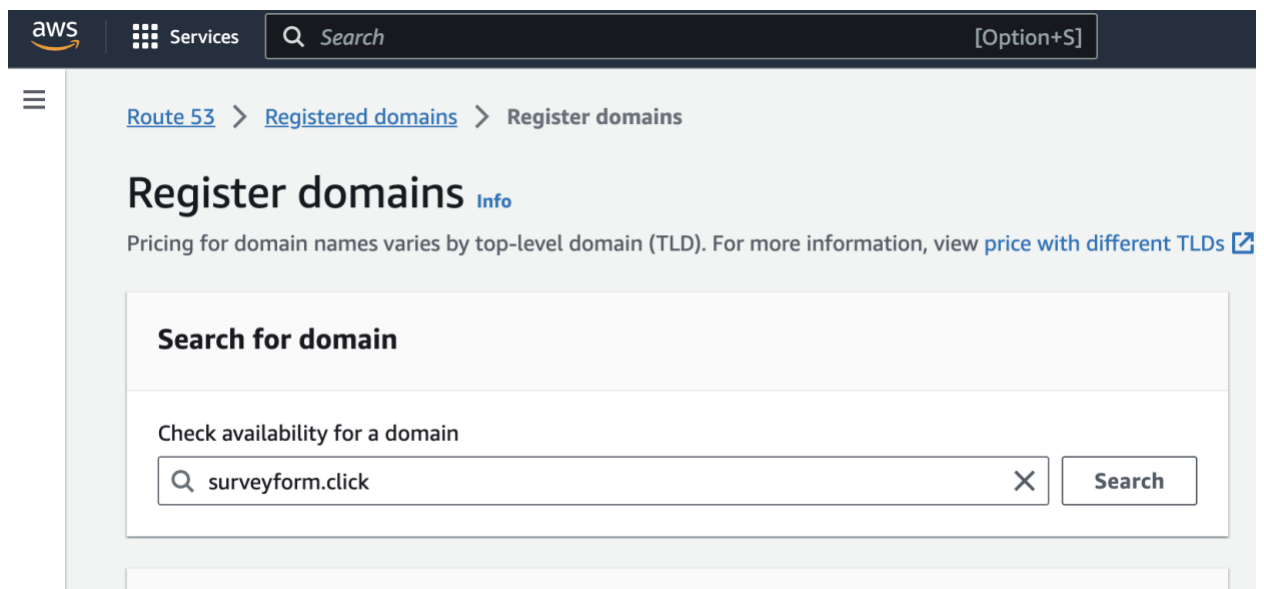 aws Services Search [Option+S]
Route 53 > Registered domains > Register domains
Register domains Info
Pricing for domain names varies by top-level domain (TLD). For more information, view price with different TLDs
Search for domain
Check availability for a domain
surveyform.click Search